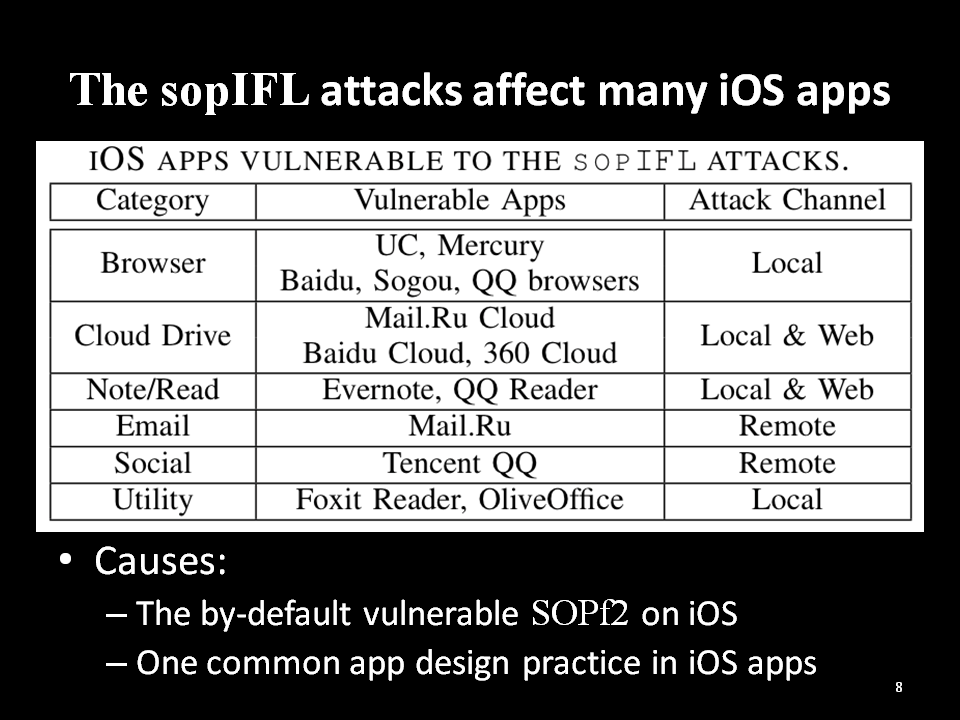 The sopIFL attacks affect many iOS apps
iOS APPS VULNERABLE TO THE sopIFL ATTACKS.
Category Vulnerable Apps Attack Channel
Browser UC, Mercury Baidu, Sogou, QQ browsers Local
Cloud Drive Mail.Ru Cloud Baidu Cloud, 360 Cloud Local & Web
Note/Read Evernote, QQ Reader Local & Web
Email Mail.Ru Remote
Social Tencent QQ Remote
Utility Foxit Reader, OliveOffice Local
• Causes:
– The by-default vulnerable SOPf2 on iOS
– One common app design practice in iOS apps
8